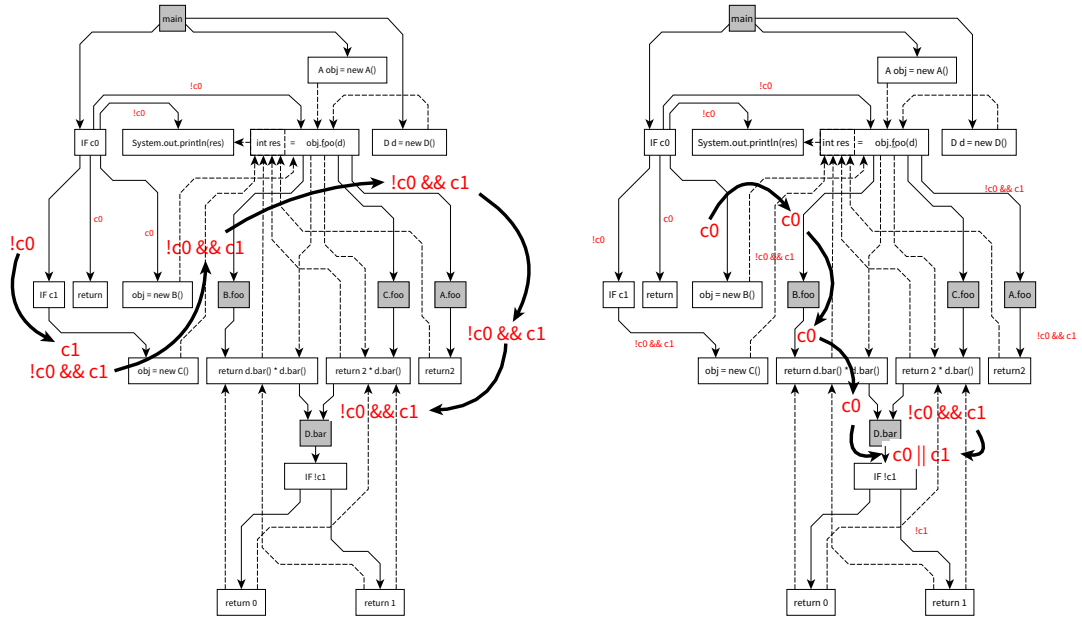 main
A obj = new A()
!c0
!c0
IF c0
System.out.println(res)
int res = obj.foo(d)
D d = new D()
!c0 && c1
c0
c0
!c0
!c0 && c1
IF c1
return
obj = new B()
B.foo
C.foo
A.foo
!c0 && c1
c1
!c0 && c1
obj = new C()
return d.bar() * d.bar()
return 2 * d.bar()
return2
!c0 && c1
D.bar
IF !c1
return 0
return 1
main
A obj = new A()
!c0
!c0
IF c0
System.out.println(res)
int res = obj.foo(d)
D d = new D()
!c0 && c1
c0
c0
c0
!c0
!c0 && c1
IF c1
return
obj = new B()
B.foo
C.foo
A.foo
c0
!c0 && c1
!c0 && c1
obj = new C()
return d.bar() * d.bar()
return 2 * d.bar()
return2
c0
!c0 && c1
D.bar
c0 || c1
IF !c1
!c1
return 0
return 1